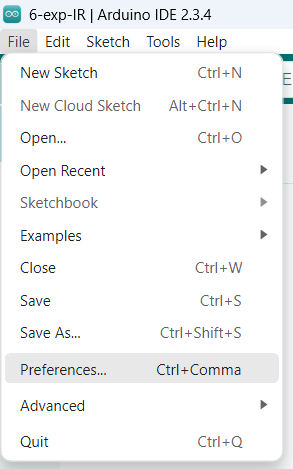 6-exp-IR | Arduino IDE 2.3.4
File Edit Sketch Tools Help
New Sketch Ctrl+N
New Cloud Sketch Alt+Ctrl+N
Open... Ctrl+O
Open Recent
Sketchbook
Examples
Close Ctrl+W
Save Ctrl+S
Save As... Ctrl+Shift+S
Preferences... Ctrl+Comma
Advanced
Quit Ctrl+Q